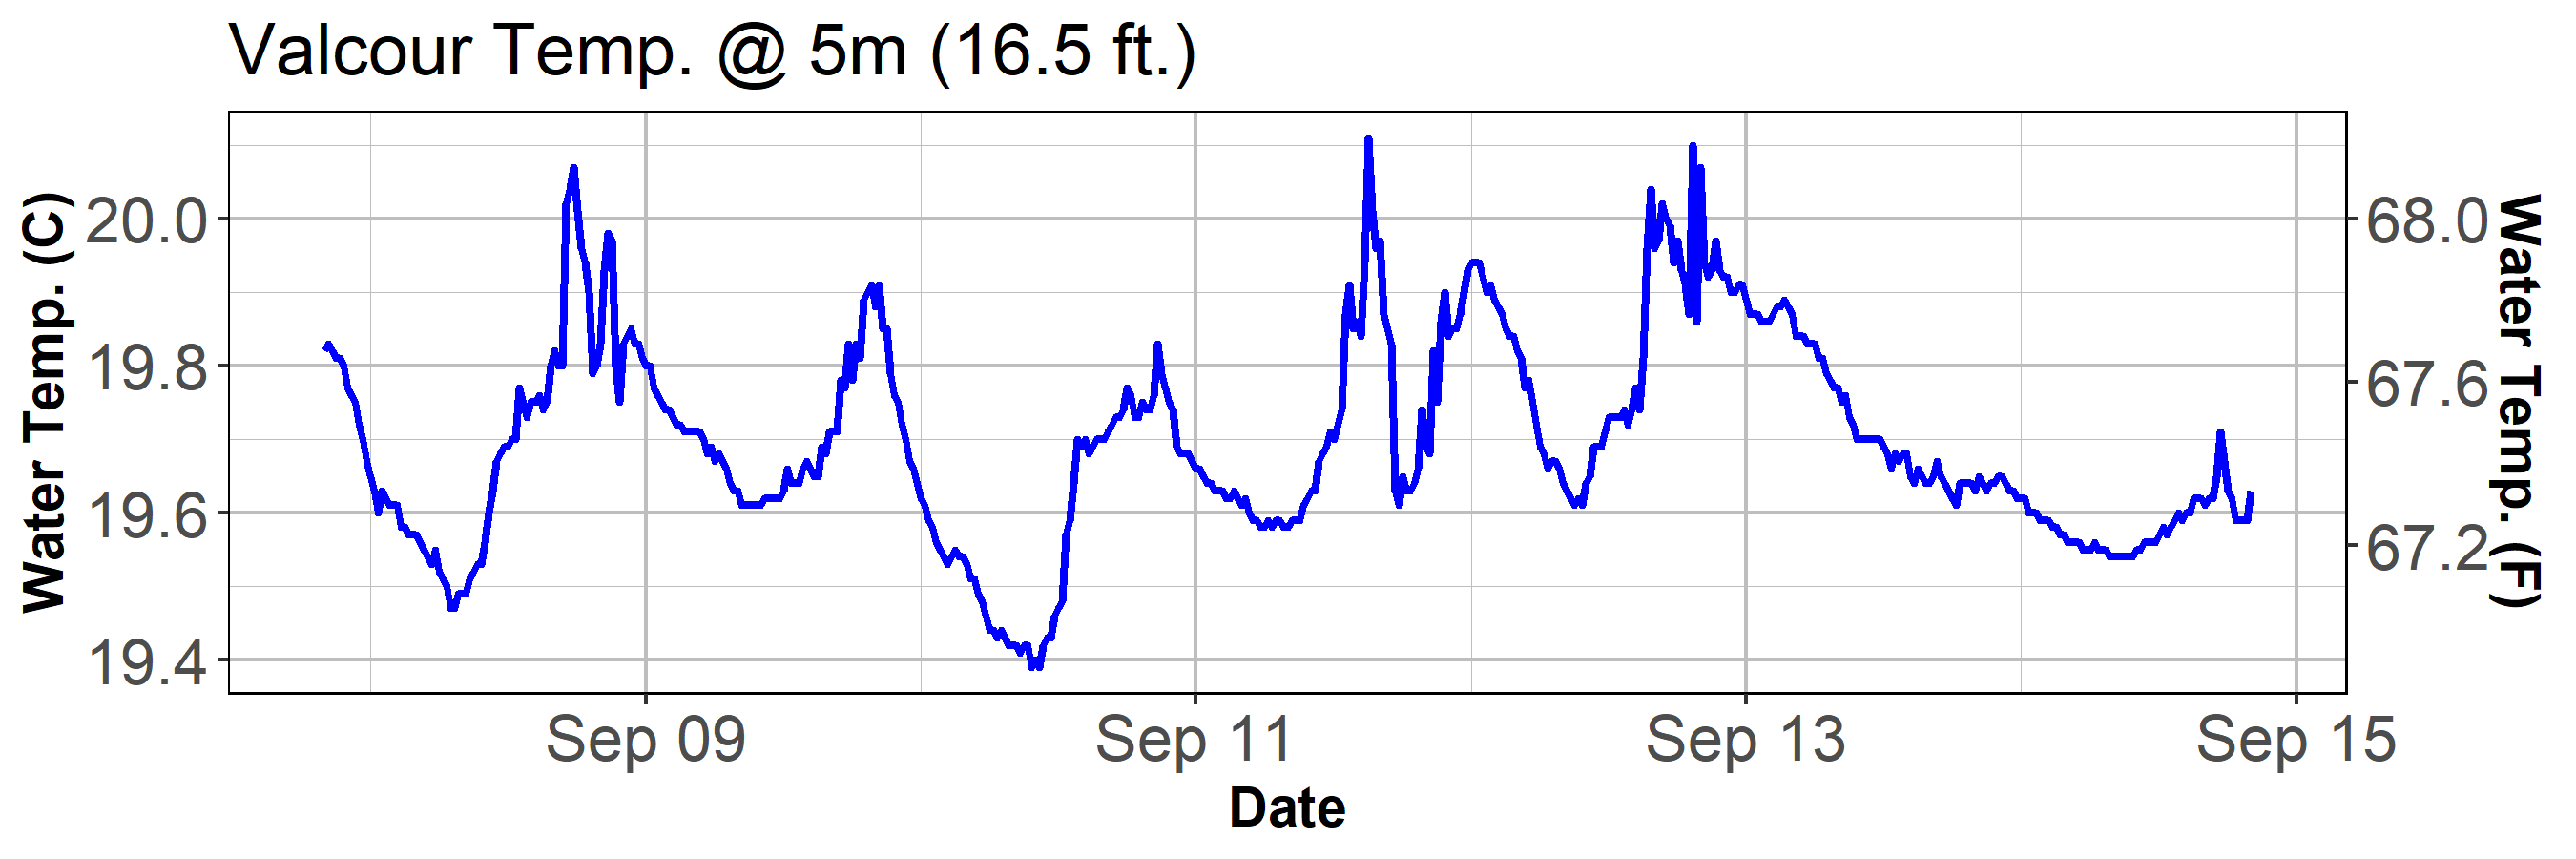 Valcour Temp. @ 5m (16.5 ft.)
Water Temp. (C)
20.0
19.8
19.6
19.4
68.0
67.6
67.2
Water Temp. (F)
Sep 09
Sep 11
Sep 13
Sep 15
Date